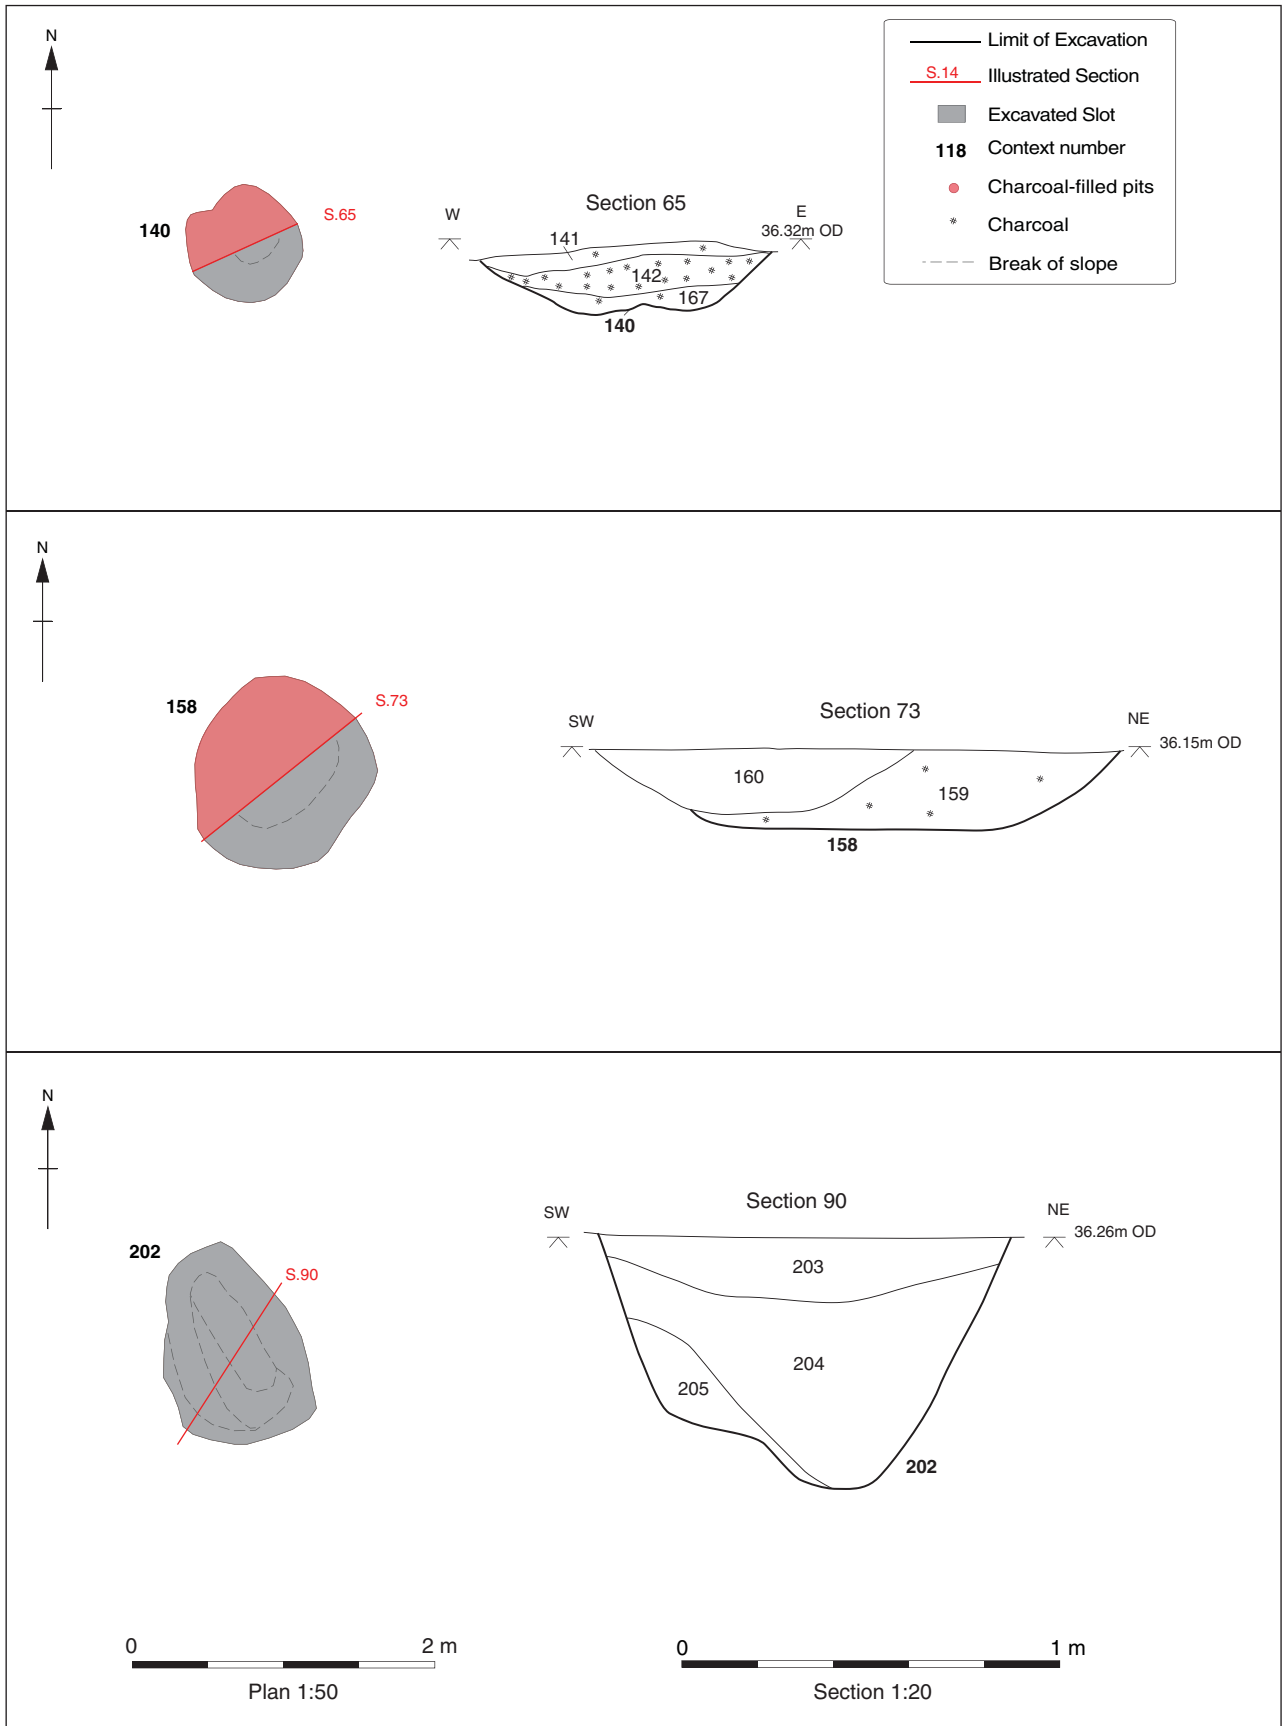 N
140
S.65
Section 65
W
E
36.32m OD
141
142
167
140
Limit of Excavation
S.14 Illustrated Section
Excavated Slot
118 Context number
Charcoal-filled pits
Charcoal
Break of slope
N
158
S.73
Section 73
SW
NE
36.15m OD
160
159
158
N
202
S.90
Section 90
SW
NE
36.26m OD
203
204
205
202
0 2 m
Plan 1:50
0 1 m
Section 1:20